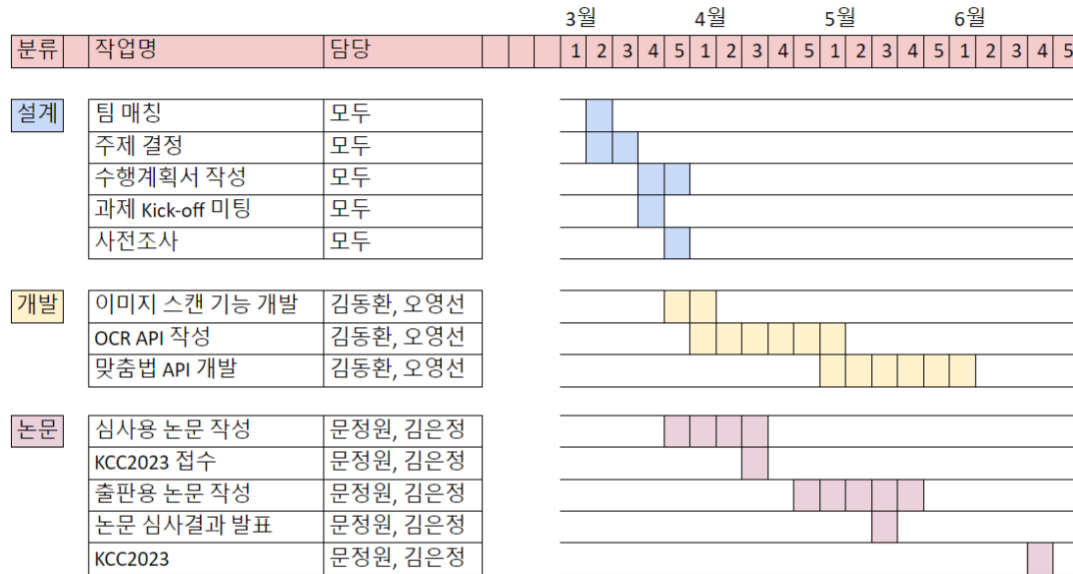 3월 4월 5월 6월
분류 작업명 담당 1 2 3 4 5 1 2 3 4 5 1 2 3 4 5 1 2 3 4 5
설계 팀 매칭 모두
주제 결정 모두
수행계획서 작성 모두
과제 Kick-off 미팅 모두
사전조사 모두
개발 이미지 스캔 기능 개발 김동환, 오영선
OCR API 작성 김동환, 오영선
맞춤법 API 개발 김동환, 오영선
논문 심사용 논문 작성 문정원, 김은정
KCC2023 접수 문정원, 김은정
출판용 논문 작성 문정원, 김은정
논문 심사결과 발표 문정원, 김은정
KCC2023 문정원, 김은정